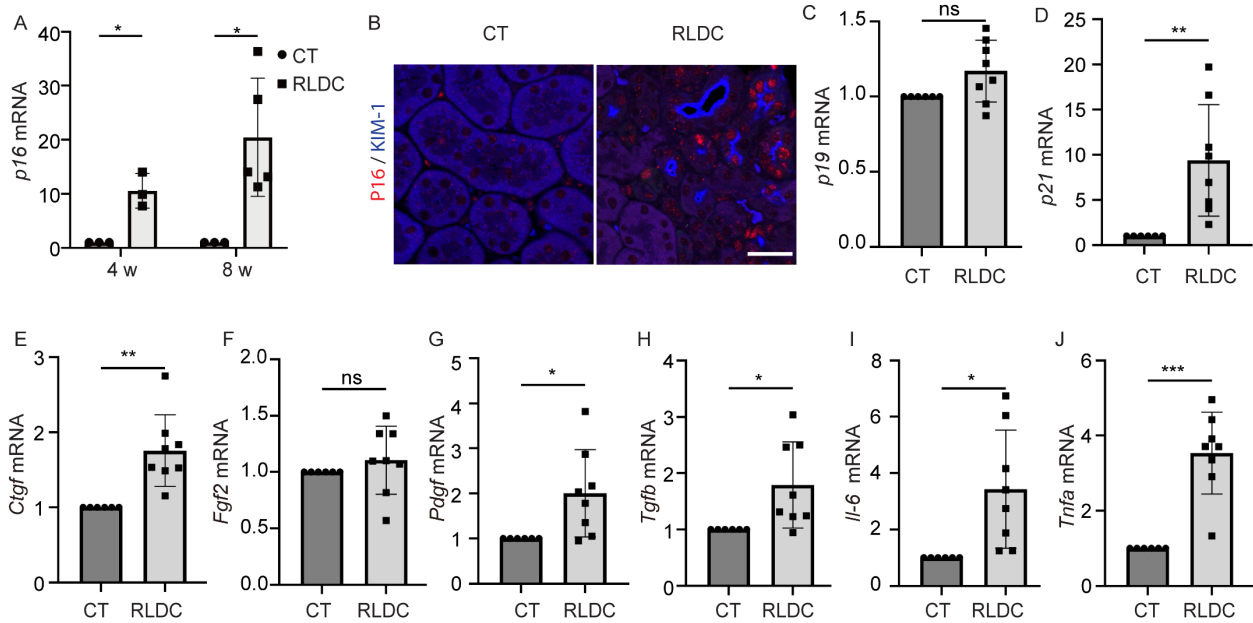 A
p16 mRNA
40
30
20
10
0
*
*
CT
RLDC
4 w
8 w
B
CT
RLDC
P16 / KIM-1
C
p19 mRNA
1.5
1.0
0.5
0.0
ns
CT
RLDC
D
p21 mRNA
25
20
15
10
5
0
**
CT
RLDC
E
Ctgf mRNA
3
2
1
0
**
CT
RLDC
F
Fgf2 mRNA
2.0
1.5
1.0
0.5
0.0
ns
CT
RLDC
G
Pdgf mRNA
5
4
3
2
1
0
*
CT
RLDC
H
Tgfb mRNA
4
3
2
1
0
*
CT
RLDC
I
Il-6 mRNA
8
6
4
2
0
*
CT
RLDC
J
Tnfa mRNA
6
4
2
0
***
CT
RLDC